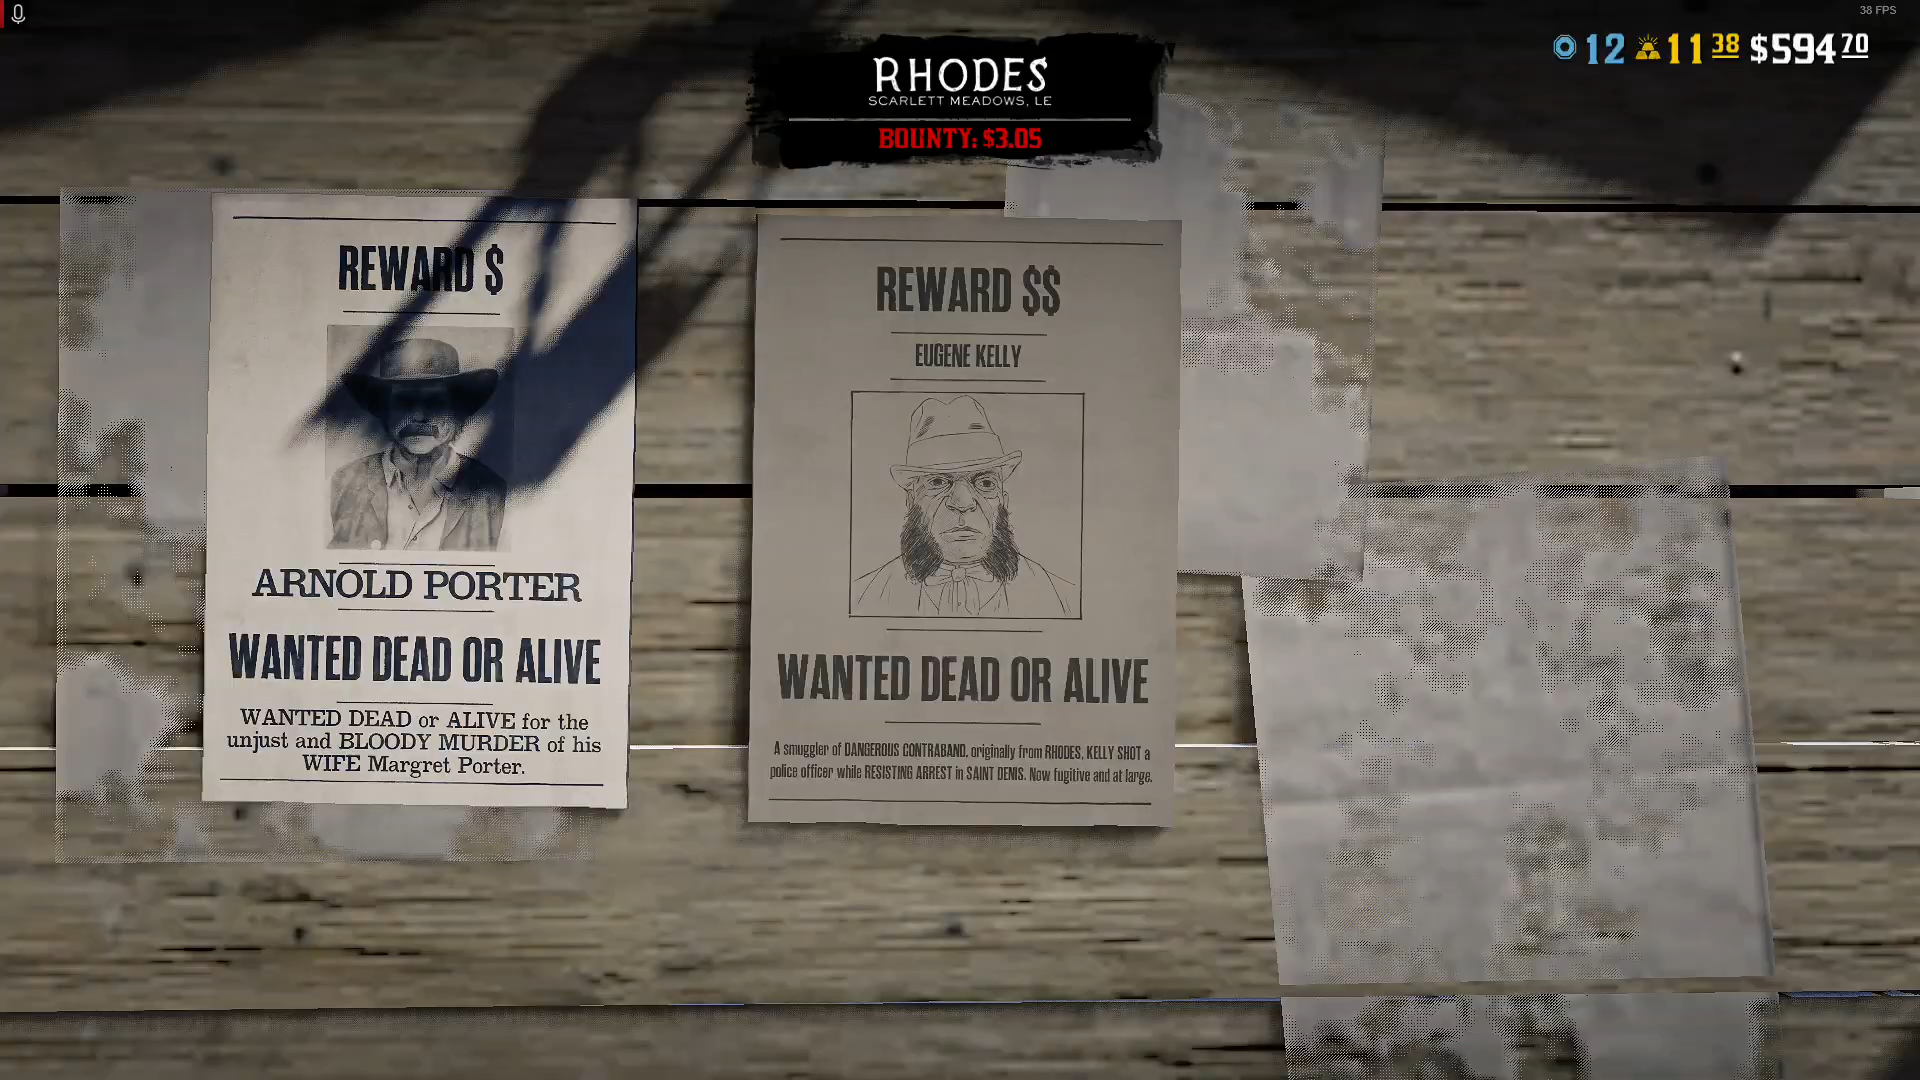 38 FPS
12 11 38 $594 70
RHODES
SCARLETT MEADOWS, LE
BOUNTY: $3.05
REWARD $
ARNOLD PORTER
WANTED DEAD OR ALIVE
WANTED DEAD or ALIVE for the
unjust and BLOODY MURDER of his
WIFE Margret Porter.
REWARD $$
EUGENE KELLY
WANTED DEAD OR ALIVE
A smuggler of DANGEROUS CONTRABAND, originally from RHODES, KELLY SHOT a
police officer while RESISTING ARREST in SAINT DENIS. Now fugitive and at large.